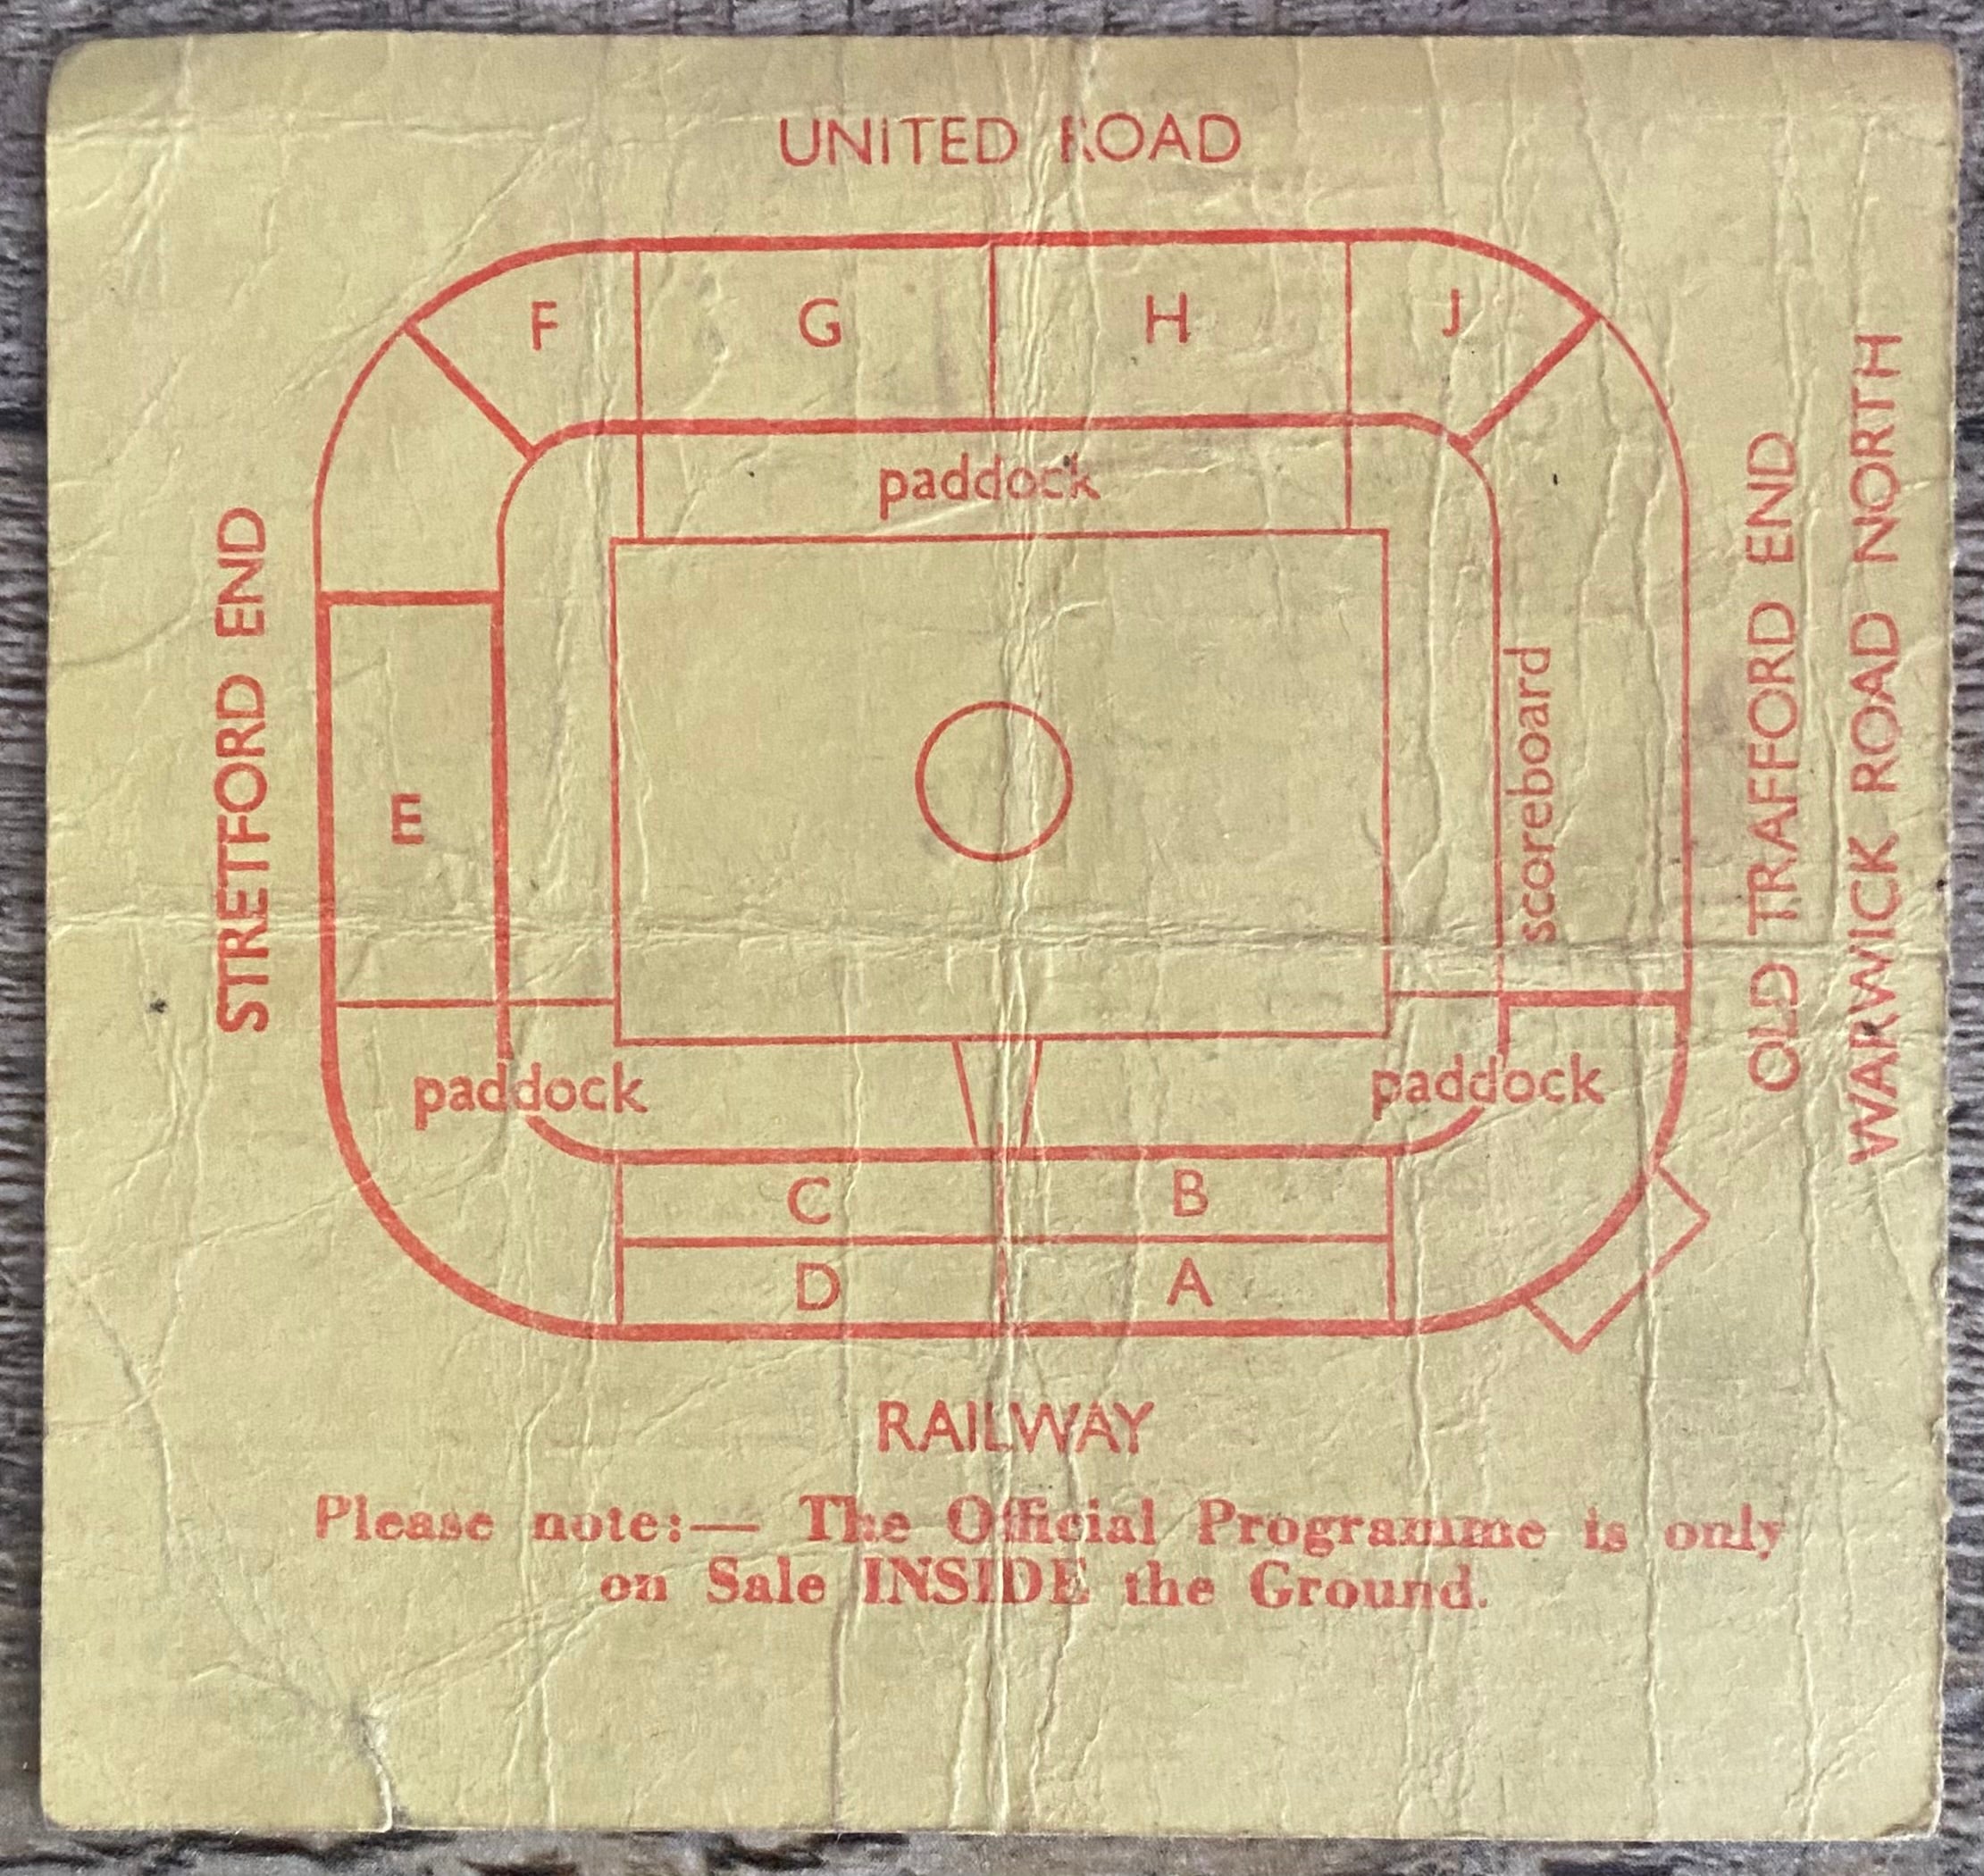 UNITED ROAD
F G H J
paddock
STRETFORD END
E
scoreboard
OLD TRAFFORD END
WARWICK ROAD NORTH
paddock paddock
C B
D A
RAILWAY
Please note:— The Official Programme is only
on Sale INSIDE the Ground.